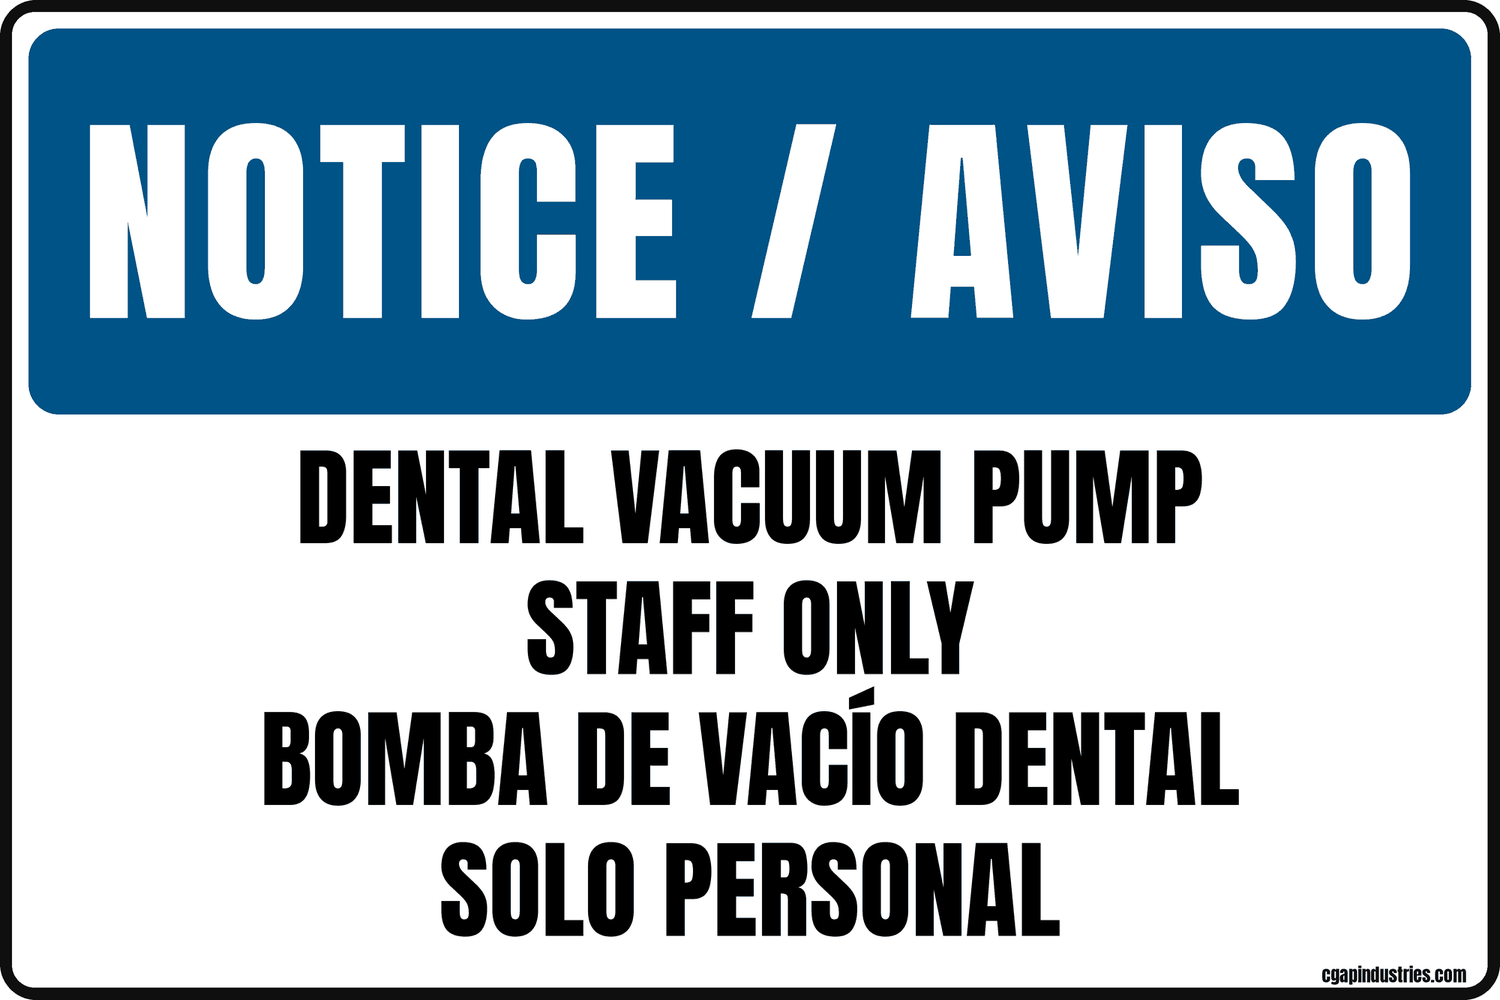 NOTICE / AVISO
DENTAL VACUUM PUMP
STAFF ONLY
BOMBA DE VACÍO DENTAL
SOLO PERSONAL
cgapindustries.com